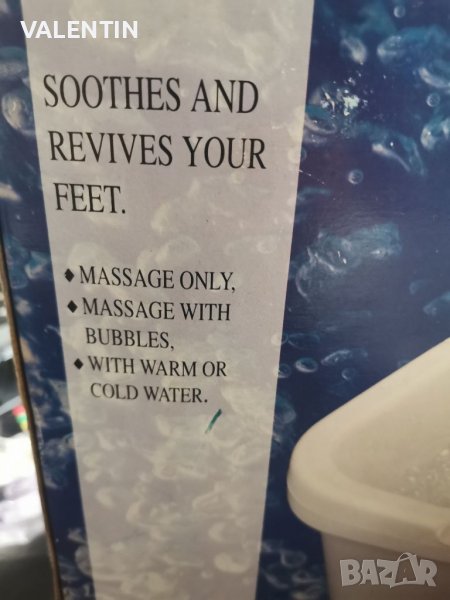 VALENTIN
SOOTHES AND
REVIVES YOUR
FEET.
♦ MASSAGE ONLY,
♦ MASSAGE WITH
BUBBLES,
♦ WITH WARM OR
COLD WATER.
BAZAR